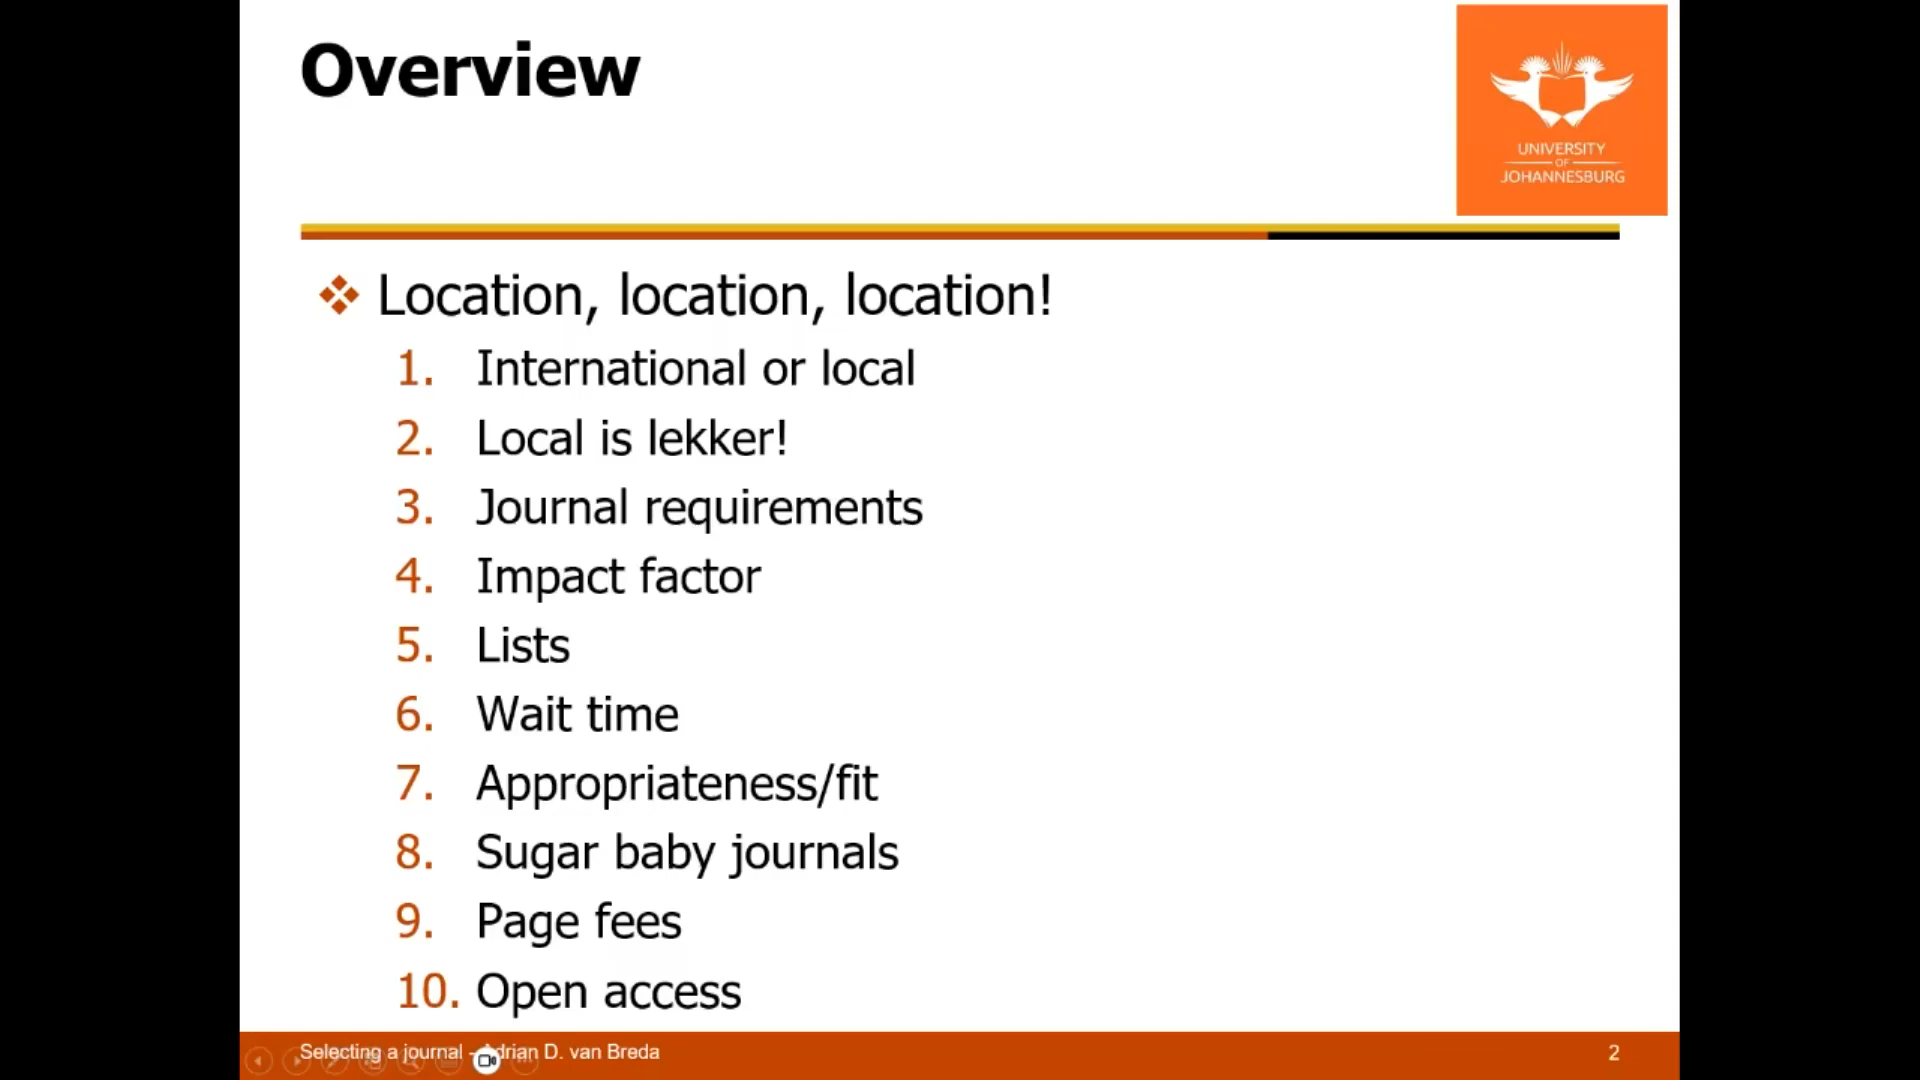 Overview
UNIVERSITY
OF
JOHANNESBURG
Location, location, location!
1. International or local
2. Local is lekker!
3. Journal requirements
4. Impact factor
5. Lists
6. Wait time
7. Appropriateness/fit
8. Sugar baby journals
9. Page fees
10. Open access
Selecting a journal - Adrian D. van Breda
2